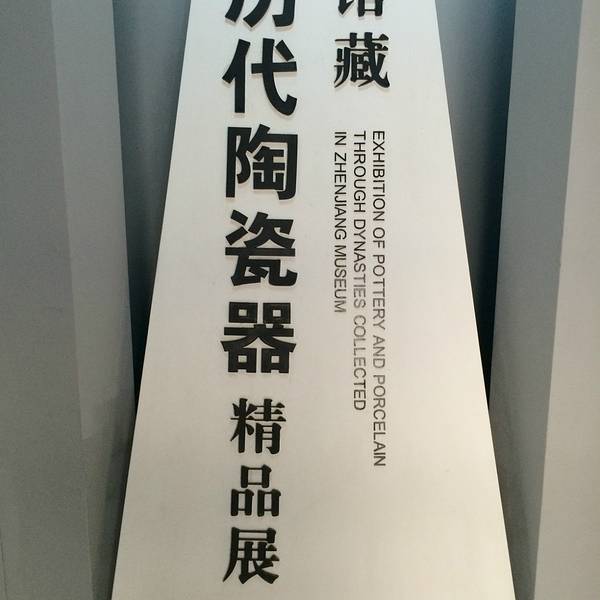 馆藏
EXHIBITION OF POTTERY AND PORCELAIN
THROUGH DYNASTIES COLLECTED
IN ZHENJIANG MUSEUM
历代陶瓷器 精品展